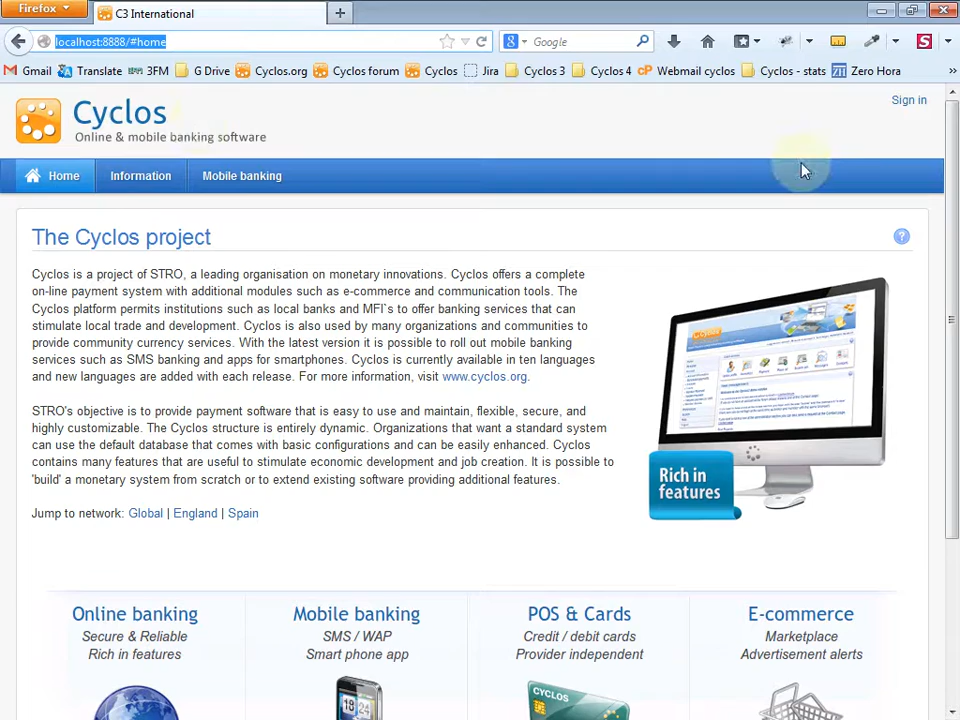 Firefox
C3 International
localhost:8888/#home
Google
Gmail
Translate
3FM
G Drive
Cyclos.org
Cyclos forum
Cyclos
Jira
Cyclos 3
Cyclos 4
Webmail cyclos
Cyclos - stats
Zero Hora
»
Cyclos
Online & mobile banking software
Sign in
Home
Information
Mobile banking
The Cyclos project
?
Cyclos is a project of STRO, a leading organisation on monetary innovations. Cyclos offers a complete
on-line payment system with additional modules such as e-commerce and communication tools. The
Cyclos platform permits institutions such as local banks and MFI`s to offer banking services that can
stimulate local trade and development. Cyclos is also used by many organizations and communities to
provide community currency services. With the latest version it is possible to roll out mobile banking
services such as SMS banking and apps for smartphones. Cyclos is currently available in ten languages
and new languages are added with each release. For more information, visit www.cyclos.org.
STRO's objective is to provide payment software that is easy to use and maintain, flexible, secure, and
highly customizable. The Cyclos structure is entirely dynamic. Organizations that want a standard system
can use the default database that comes with basic configurations and can be easily enhanced. Cyclos
contains many features that are useful to stimulate economic development and job creation. It is possible to
'build' a monetary system from scratch or to extend existing software providing additional features.
Jump to network: Global | England | Spain
Rich in
features
Online banking
Secure & Reliable
Rich in features
Mobile banking
SMS / WAP
Smart phone app
POS & Cards
Credit / debit cards
Provider independent
E-commerce
Marketplace
Advertisement alerts
CYCLOS